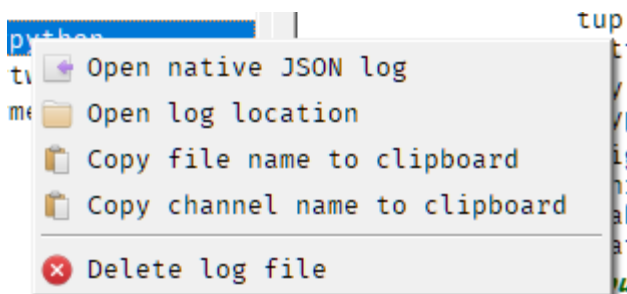 tup
python
Open native JSON log
Open log location
Copy file name to clipboard
Copy channel name to clipboard
Delete log file